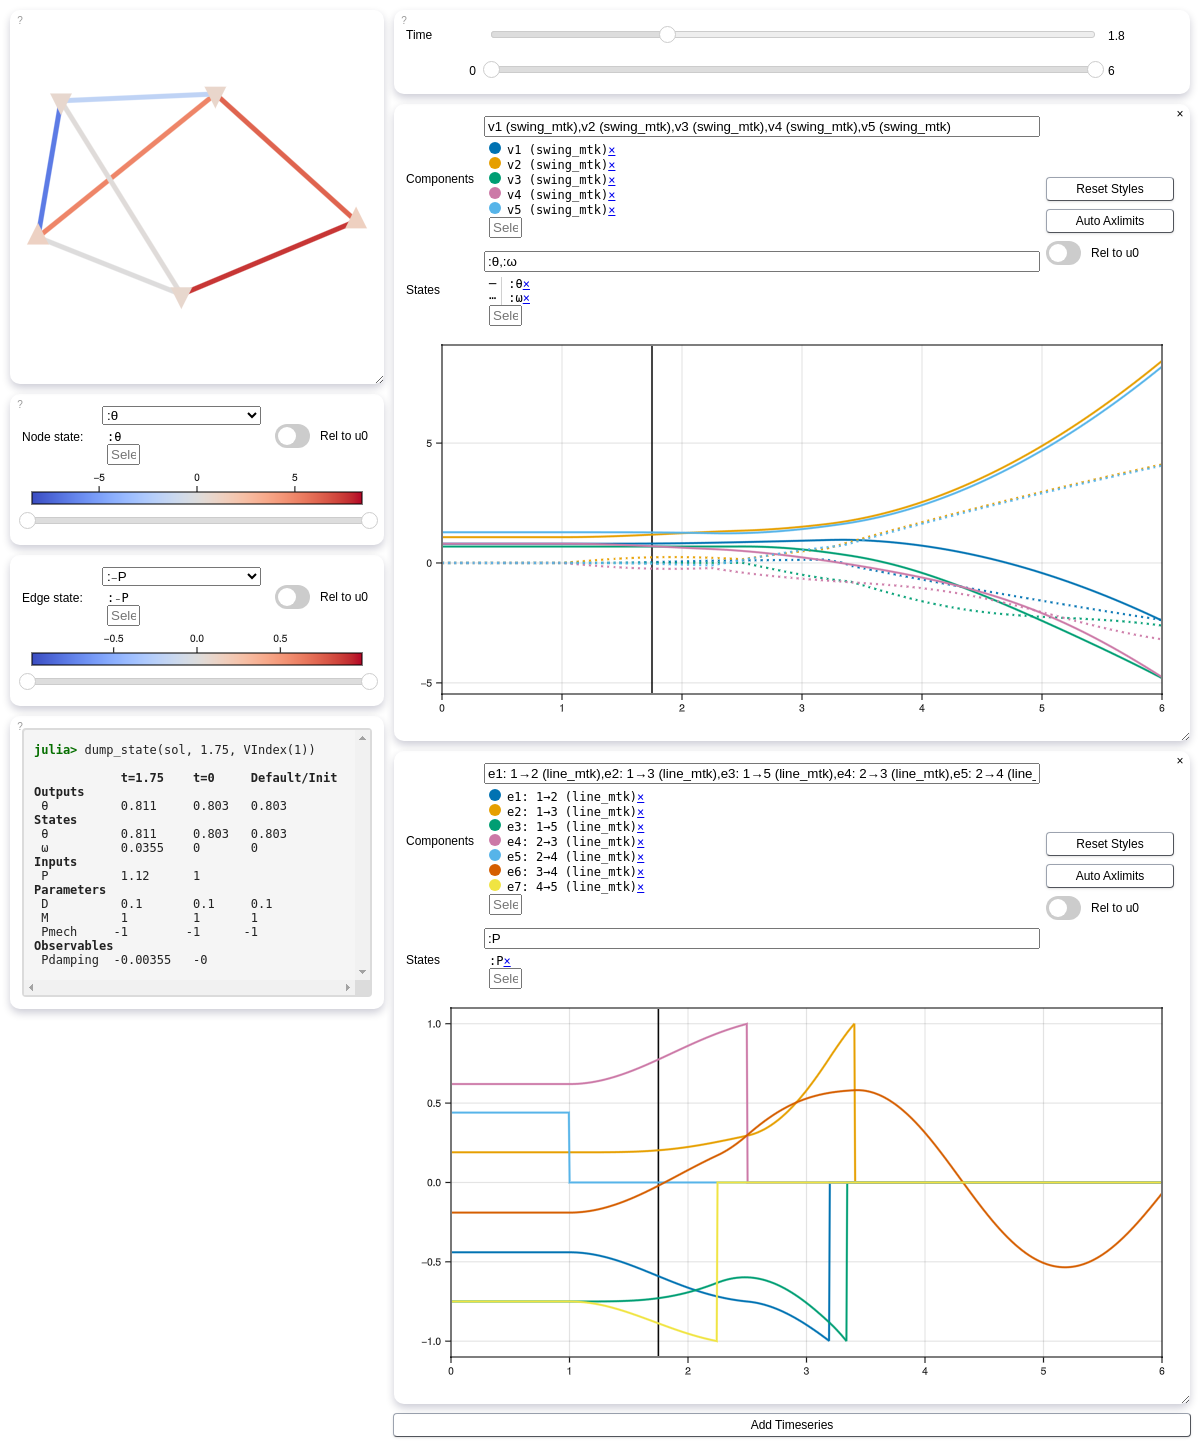 ?
?
Time
1.8
0
6
×
v1 (swing_mtk),v2 (swing_mtk),v3 (swing_mtk),v4 (swing_mtk),v5 (swing_mtk)
Components
v1 (swing_mtk)×
v2 (swing_mtk)×
v3 (swing_mtk)×
v4 (swing_mtk)×
v5 (swing_mtk)×
Sele
Reset Styles
Auto Axlimits
Rel to u0
:θ,:ω
States
:θ×
:ω×
Sele
5
0
−5
0 1 2 3 4 5 6
?
:θ
Node state:
:θ
Sele
Rel to u0
−5 0 5
?
:₋P
Edge state:
:₋P
Sele
Rel to u0
−0.5 0.0 0.5
?
julia> dump_state(sol, 1.75, VIndex(1))
t=1.75 t=0 Default/Init
Outputs
θ 0.811 0.803 0.803
States
θ 0.811 0.803 0.803
ω 0.0355 0 0
Inputs
P 1.12 1
Parameters
D 0.1 0.1 0.1
M 1 1 1
Pmech -1 -1 -1
Observables
Pdamping -0.00355 -0
×
e1: 1→2 (line_mtk),e2: 1→3 (line_mtk),e3: 1→5 (line_mtk),e4: 2→3 (line_mtk),e5: 2→4 (line_
Components
e1: 1→2 (line_mtk)×
e2: 1→3 (line_mtk)×
e3: 1→5 (line_mtk)×
e4: 2→3 (line_mtk)×
e5: 2→4 (line_mtk)×
e6: 3→4 (line_mtk)×
e7: 4→5 (line_mtk)×
Sele
Reset Styles
Auto Axlimits
Rel to u0
:P
States
:P×
Sele
1.0
0.5
0.0
−0.5
−1.0
0 1 2 3 4 5 6
Add Timeseries